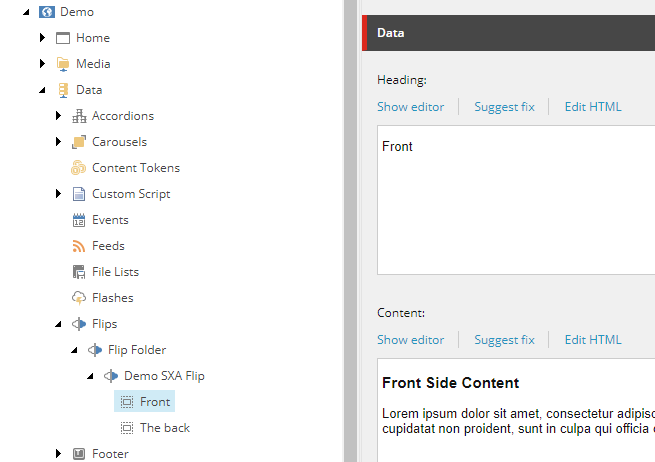 Demo
Home
Media
Data
Accordions
Carousels
Content Tokens
Custom Script
12
Events
Feeds
File Lists
Flashes
Flips
Flip Folder
Demo SXA Flip
Front
The back
T
Footer
Data
Heading:
Show editor Suggest fix Edit HTML
Front
Content:
Show editor Suggest fix Edit HTML
Front Side Content
Lorem ipsum dolor sit amet, consectetur
cupidatat non proident, sunt in culpa qui officia